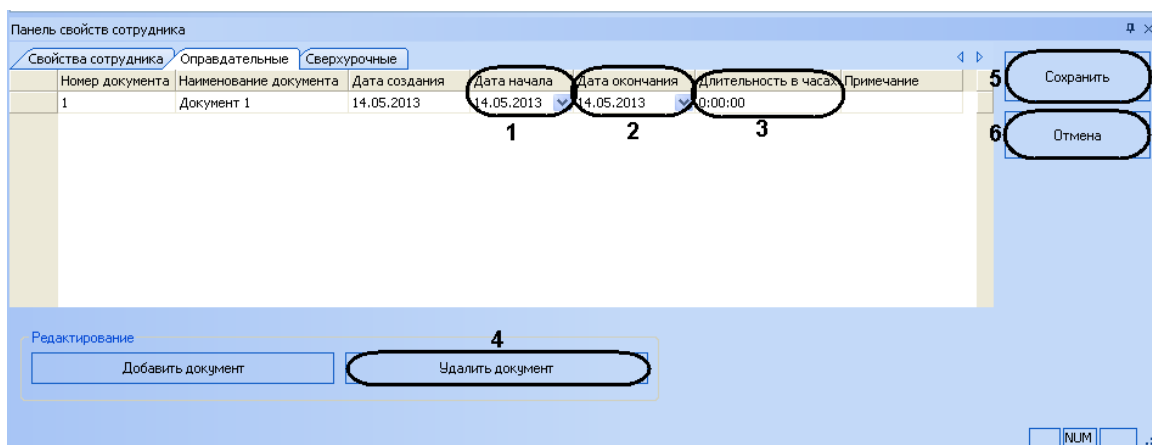 Панель свойств сотрудника
Свойства сотрудника Оправдательные Сверхурочные
Номер документа Наименование документа Дата создания Дата начала Дата окончания Длительность в часах Примечание
1 Документ 1 14.05.2013 14.05.2013 14.05.2013 0:00:00
1 2 3
5 Сохранить
6 Отмена
Редактирование
4
Добавить документ Удалить документ
NUM